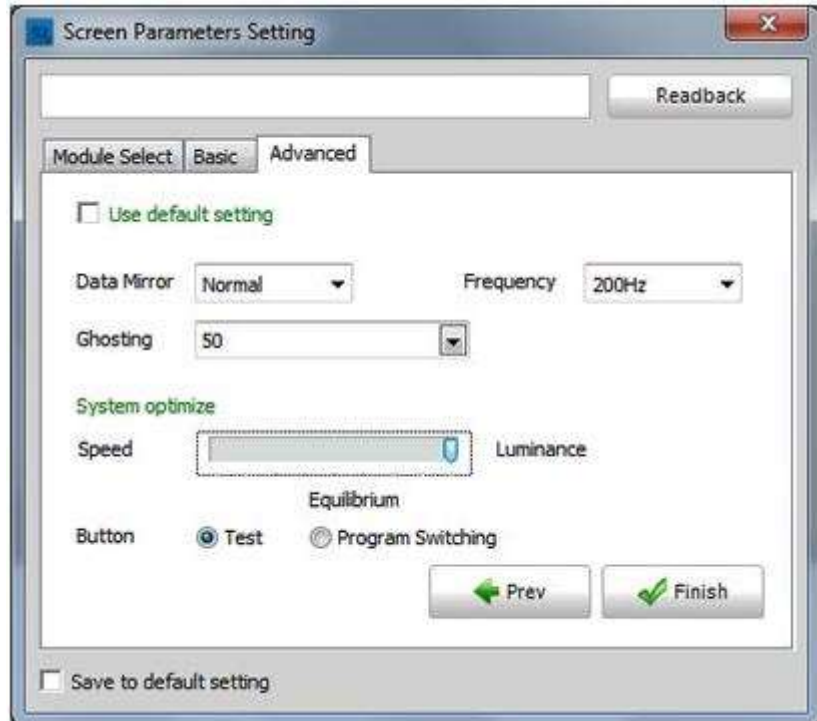 Screen Parameters Setting
Readback
Module Select Basic Advanced
Use default setting
Data Mirror Normal Frequency 200Hz
Ghosting 50
System optimize
Speed Luminance
Equilibrium
Button Test Program Switching
Prev Finish
Save to default setting